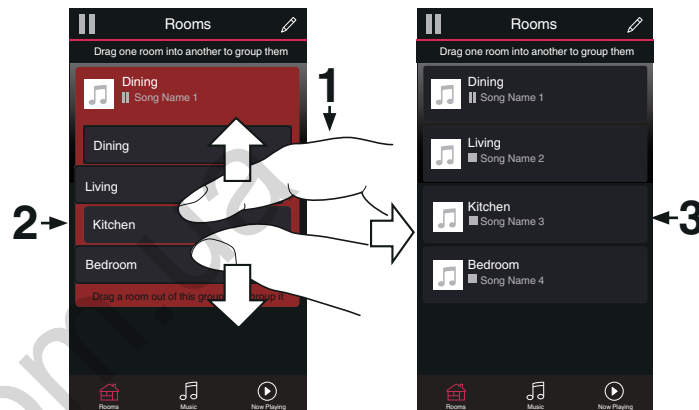 Rooms
Drag one room into another to group them
Dining
Song Name 1
Dining
Living
Kitchen
Bedroom
Drag a room out of this group
group it
Rooms
Music
Now Playing
1
2
Rooms
Drag one room into another to group them
Dining
Song Name 1
Living
Song Name 2
Kitchen
Song Name 3
Bedroom
Song Name 4
Rooms
Music
Now Playing
3